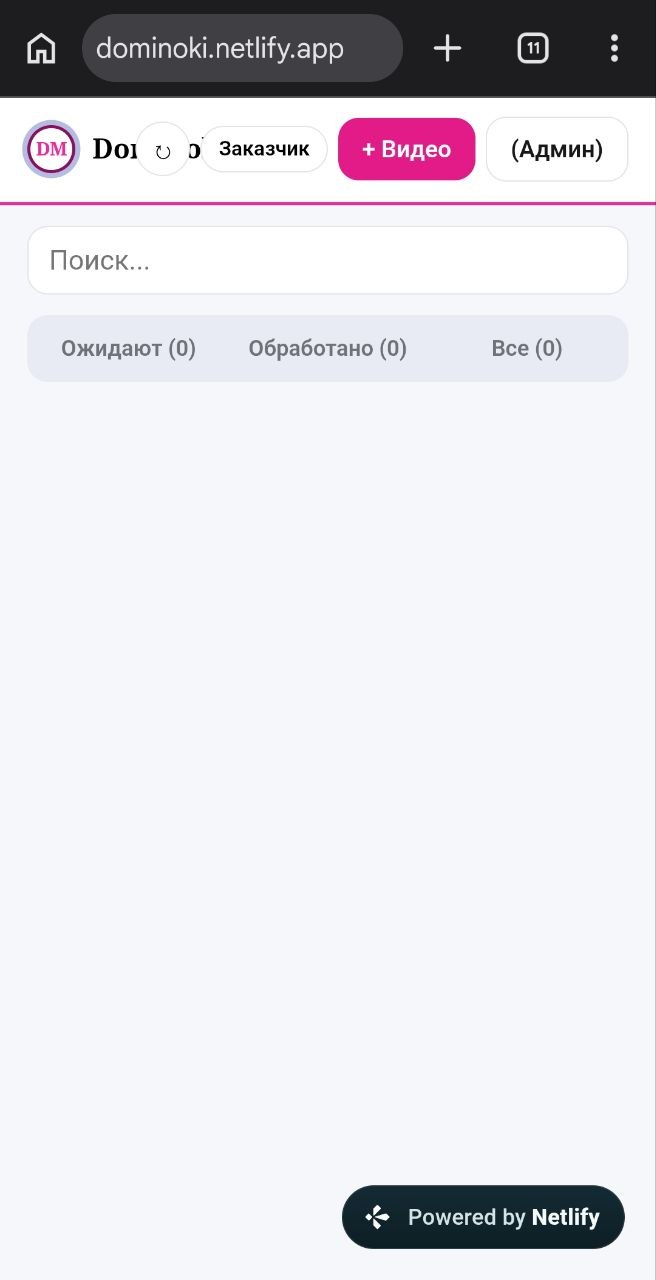 dominoki.netlify.app
11
DM
Заказчик
+ Видео
(Админ)
Поиск...
Ожидают (0)
Обработано (0)
Все (0)
Powered by Netlify